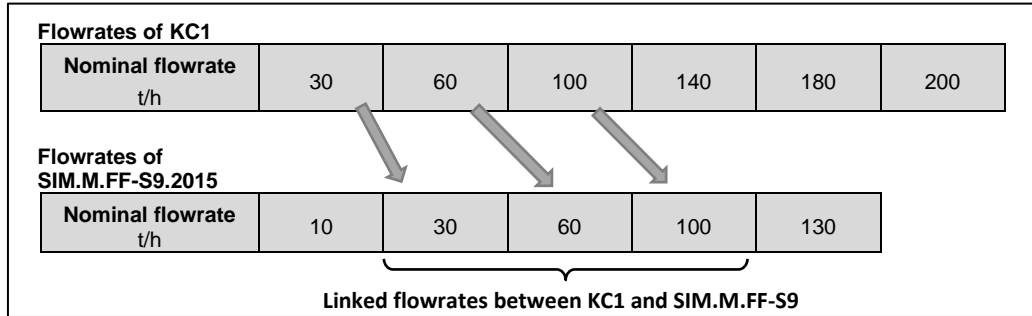 Flowrates of KC1
Nominal flowrate t/h 30 60 100 140 180 200
Flowrates of
SIM.M.FF-S9.2015
Nominal flowrate t/h 10 30 60 100 130
Linked flowrates between KC1 and SIM.M.FF-S9